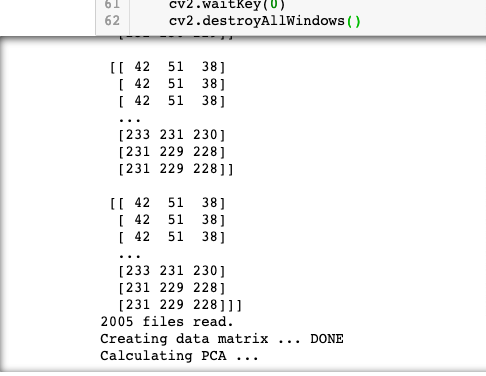 61 cv2.waitKey(0)
62 cv2.destroyAllWindows()
[[ 42 51 38]
[ 42 51 38]
[ 42 51 38]
...
[233 231 230]
[231 229 228]
[231 229 228]]
[[ 42 51 38]
[ 42 51 38]
[ 42 51 38]
...
[233 231 230]
[231 229 228]
[231 229 228]]]
2005 files read.
Creating data matrix ... DONE
Calculating PCA ...